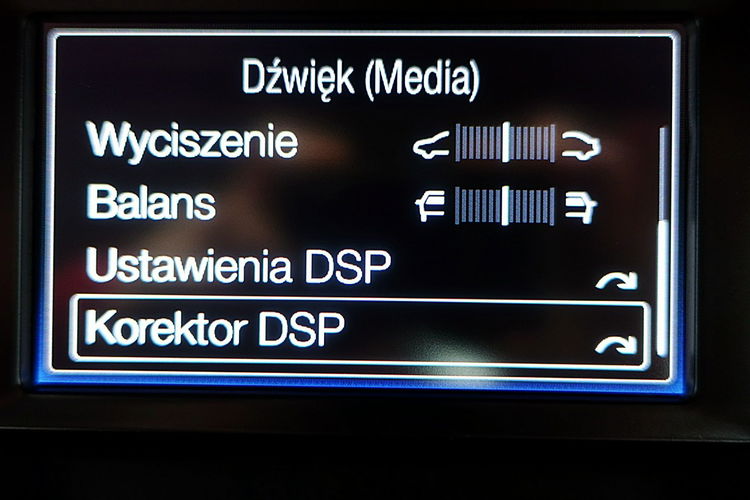 Dźwięk (Media)
Wyciszenie
Balans
Ustawienia DSP
Korektor DSP